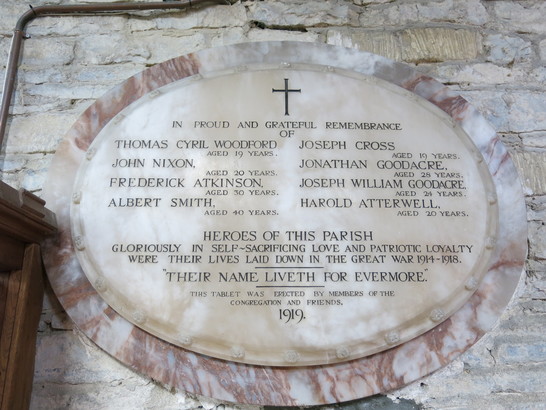 IN PROUD AND GRATEFUL REMEMBRANCE
OF
THOMAS CYRIL WOODFORD
AGED 19 YEARS.
JOHN NIXON,
AGED 20 YEARS.
FREDERICK ATKINSON,
AGED 30 YEARS.
ALBERT SMITH,
AGED 40 YEARS.
JOSEPH CROSS
AGED 19 YEARS.
JONATHAN GOODACRE,
AGED 28 YEARS.
JOSEPH WILLIAM GOODACRE,
AGED 24 YEARS.
HAROLD ATTERWELL,
AGED 20 YEARS.
HEROES OF THIS PARISH
GLORIOUSLY IN SELF-SACRIFICING LOVE AND PATRIOTIC LOYALTY
WERE THEIR LIVES LAID DOWN IN THE GREAT WAR 1914-1918.
"THEIR NAME LIVETH FOR EVERMORE."
THIS TABLET WAS ERECTED BY MEMBERS OF THE
CONGREGATION AND FRIENDS,
1919.